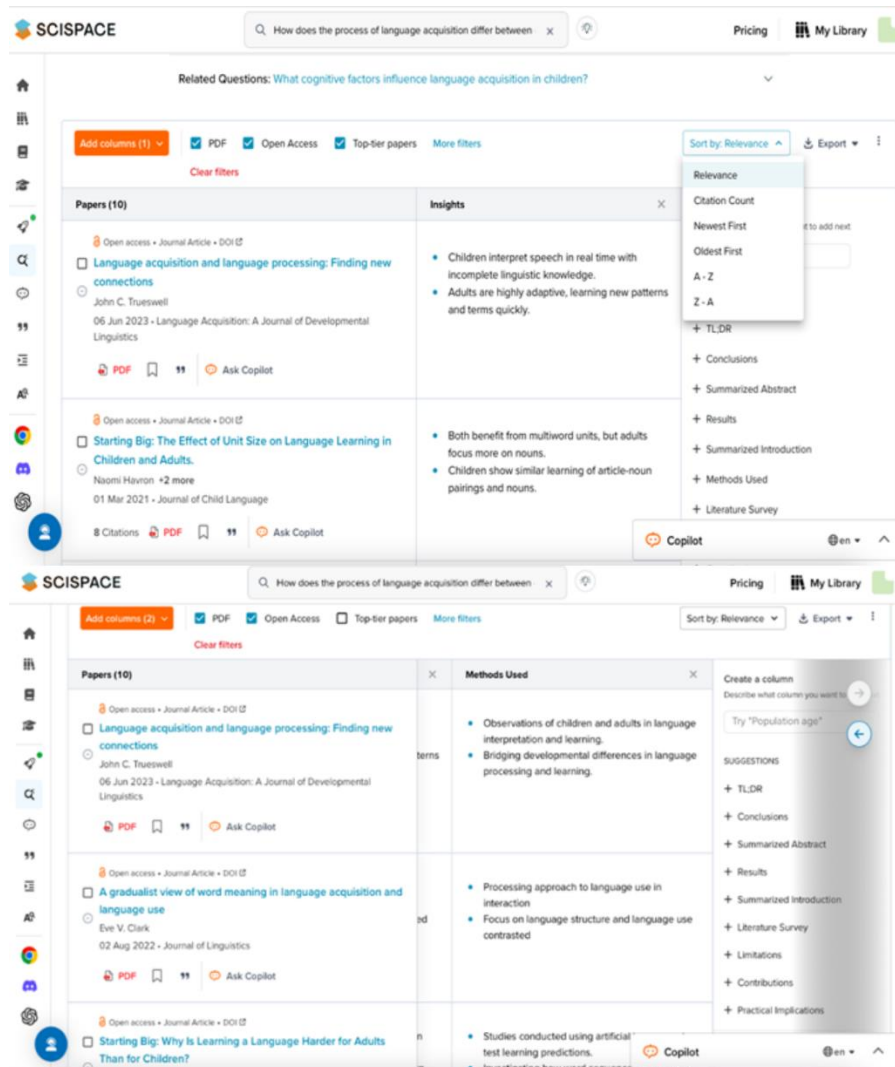 SCISPACE
How does the process of language acquisition differ between
Pricing
My Library
Related Questions: What cognitive factors influence language acquisition in children?
Add columns (1)
PDF
Open Access
Top-tier papers
More filters
Sort by: Relevance
Export
Clear filters
Relevance
Citation Count
Newest First
Oldest First
A - Z
Z - A
Papers (10)
Insights
t to add next
Open access • Journal Article • DOI
Language acquisition and language processing: Finding new
connections
John C. Trueswell
06 Jun 2023 • Language Acquisition: A Journal of Developmental
Linguistics
PDF
Ask Copilot
• Children interpret speech in real time with
incomplete linguistic knowledge.
• Adults are highly adaptive, learning new patterns
and terms quickly.
+ TL;DR
+ Conclusions
+ Summarized Abstract
+ Results
+ Summarized Introduction
+ Methods Used
+ Literature Survey
Open access • Journal Article • DOI
Starting Big: The Effect of Unit Size on Language Learning in
Children and Adults.
Naomi Havron +2 more
01 Mar 2021 • Journal of Child Language
8 Citations
PDF
Ask Copilot
• Both benefit from multiword units, but adults
focus more on nouns.
• Children show similar learning of article-noun
pairings and nouns.
Copilot
en
SCISPACE
How does the process of language acquisition differ between
Pricing
My Library
Add columns (2)
PDF
Open Access
Top-tier papers
More filters
Sort by: Relevance
Export
Clear filters
Papers (10)
Methods Used
Create a column
Describe what column you want to
Try "Population age"
SUGGESTIONS
+ TL;DR
+ Conclusions
+ Summarized Abstract
+ Results
+ Summarized Introduction
+ Literature Survey
+ Limitations
+ Contributions
+ Practical Implications
Open access • Journal Article • DOI
Language acquisition and language processing: Finding new
connections
John C. Trueswell
06 Jun 2023 • Language Acquisition: A Journal of Developmental
Linguistics
PDF
Ask Copilot
terns
• Observations of children and adults in language
interpretation and learning.
• Bridging developmental differences in language
processing and learning.
Open access • Journal Article • DOI
A gradualist view of word meaning in language acquisition and
language use
Eve V. Clark
02 Aug 2022 • Journal of Linguistics
PDF
Ask Copilot
ed
• Processing approach to language use in
interaction
• Focus on language structure and language use
contrasted
Open access • Journal Article • DOI
Starting Big: Why Is Learning a Language Harder for Adults
Than for Children?
n
• Studies conducted using artificial
test learning predictions.
Copilot
en